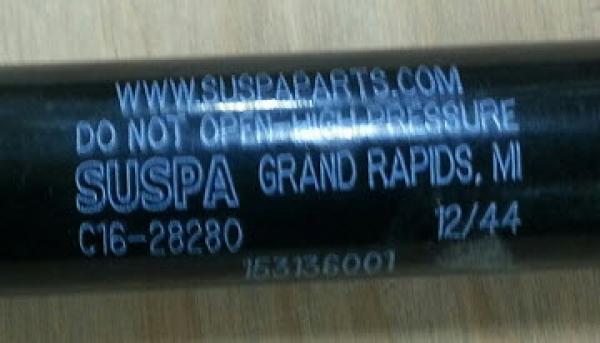 WWW.SUSPAPARTS.COM
DO NOT OPEN-HIGH PRESSURE
SUSPA GRAND RAPIDS, MI
C16-28280 12/44
153136001